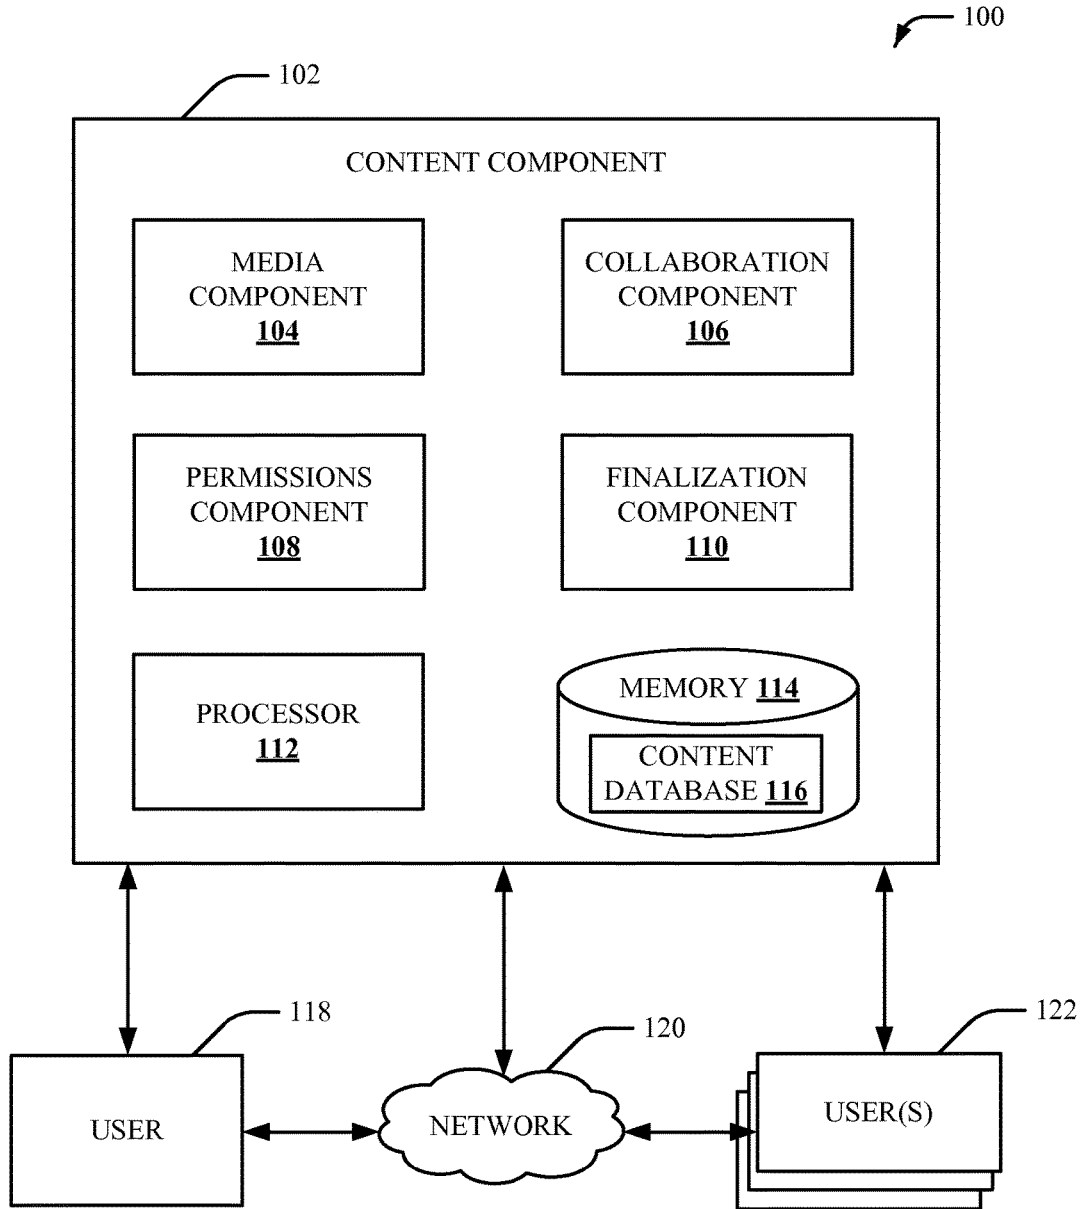 100
102
CONTENT COMPONENT
MEDIA
COMPONENT
104
COLLABORATION
COMPONENT
106
PERMISSIONS
COMPONENT
108
FINALIZATION
COMPONENT
110
PROCESSOR
112
MEMORY 114
CONTENT
DATABASE 116
118
USER
120
NETWORK
122
USER(S)